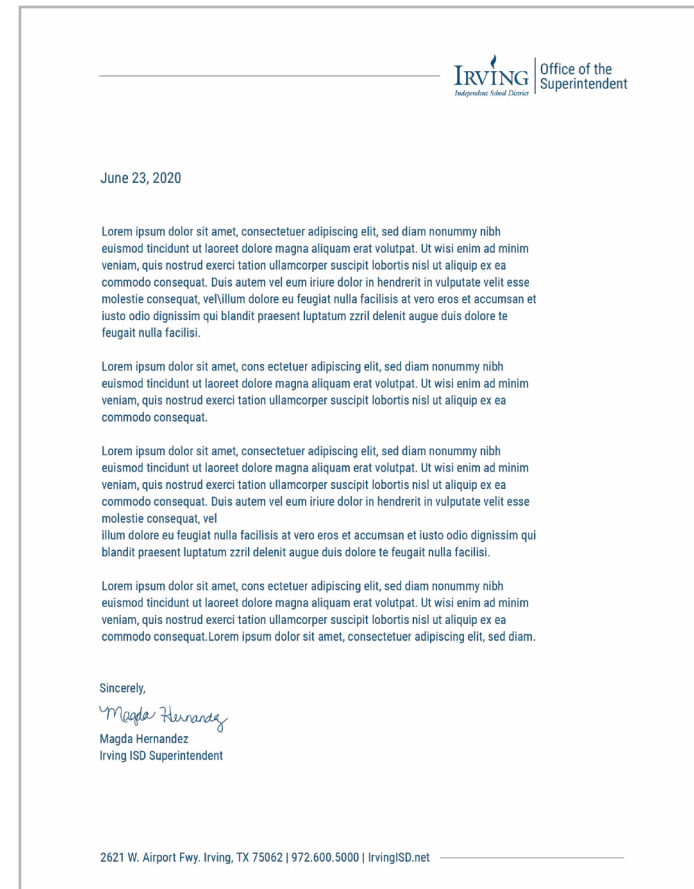 IRVING
Independent School District
Office of the
Superintendent
June 23, 2020
Lorem ipsum dolor sit amet, consectetuer adipiscing elit, sed diam nonummy nibh
euismod tincidunt ut laoreet dolore magna aliquam erat volutpat. Ut wisi enim ad minim
veniam, quis nostrud exerci tation ullamcorper suscipit lobortis nisl ut aliquip ex ea
commodo consequat. Duis autem vel eum iriure dolor in hendrerit in vulputate velit esse
molestie consequat, vel\illum dolore eu feugiat nulla facilisis at vero eros et accumsan et
iusto odio dignissim qui blandit praesent luptatum zzril delenit augue duis dolore te
feugait nulla facilisi.
Lorem ipsum dolor sit amet, cons ectetuer adipiscing elit, sed diam nonummy nibh
euismod tincidunt ut laoreet dolore magna aliquam erat volutpat. Ut wisi enim ad minim
veniam, quis nostrud exerci tation ullamcorper suscipit lobortis nisl ut aliquip ex ea
commodo consequat.
Lorem ipsum dolor sit amet, consectetuer adipiscing elit, sed diam nonummy nibh
euismod tincidunt ut laoreet dolore magna aliquam erat volutpat. Ut wisi enim ad minim
veniam, quis nostrud exerci tation ullamcorper suscipit lobortis nisl ut aliquip ex ea
commodo consequat. Duis autem vel eum iriure dolor in hendrerit in vulputate velit esse
molestie consequat, vel
illum dolore eu feugiat nulla facilisis at vero eros et accumsan et iusto odio dignissim qui
blandit praesent luptatum zzril delenit augue duis dolore te feugait nulla facilisi.
Lorem ipsum dolor sit amet, cons ectetuer adipiscing elit, sed diam nonummy nibh
euismod tincidunt ut laoreet dolore magna aliquam erat volutpat. Ut wisi enim ad minim
veniam, quis nostrud exerci tation ullamcorper suscipit lobortis nisl ut aliquip ex ea
commodo consequat.Lorem ipsum dolor sit amet, consectetuer adipiscing elit, sed diam.
Sincerely,
Magda Hernandez
Magda Hernandez
Irving ISD Superintendent
2621 W. Airport Fwy. Irving, TX 75062 | 972.600.5000 | IrvingISD.net